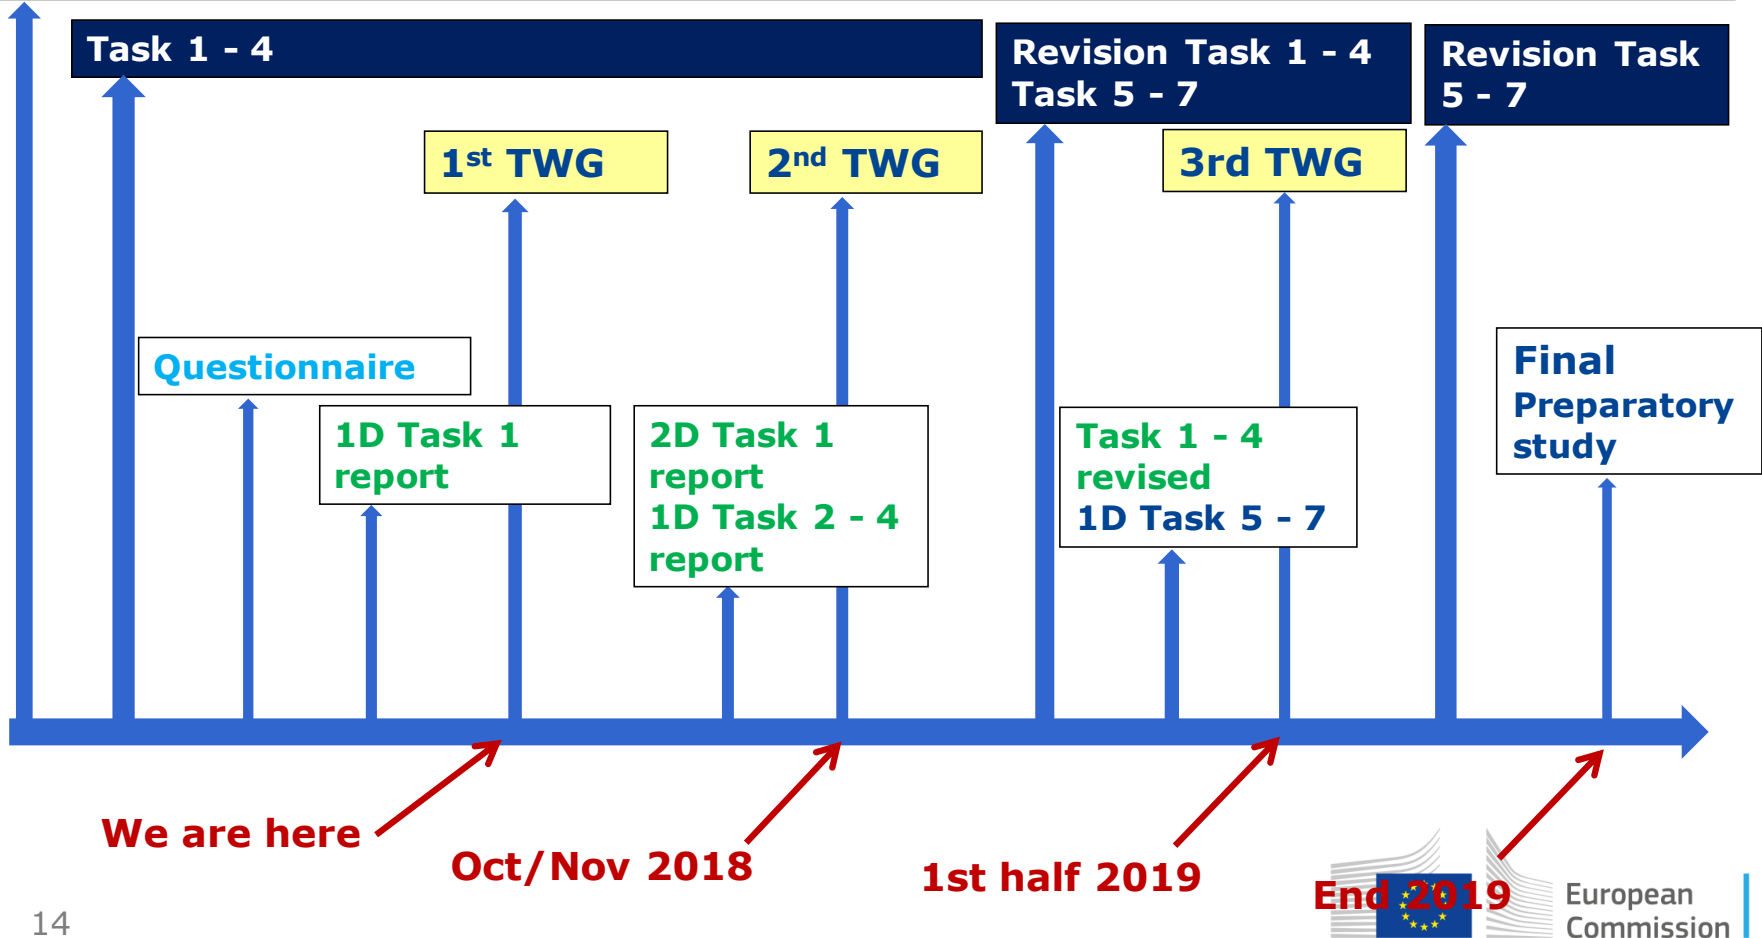 Task 1 - 4
Revision Task 1 - 4
Task 5 - 7
Revision Task
5 - 7
1st TWG
2nd TWG
3rd TWG
Questionnaire
1D Task 1
report
2D Task 1
report
1D Task 2 - 4
report
Task 1 - 4
revised
1D Task 5 - 7
Final
Preparatory
study
We are here
Oct/Nov 2018
1st half 2019
End 2019
European
Commission
14